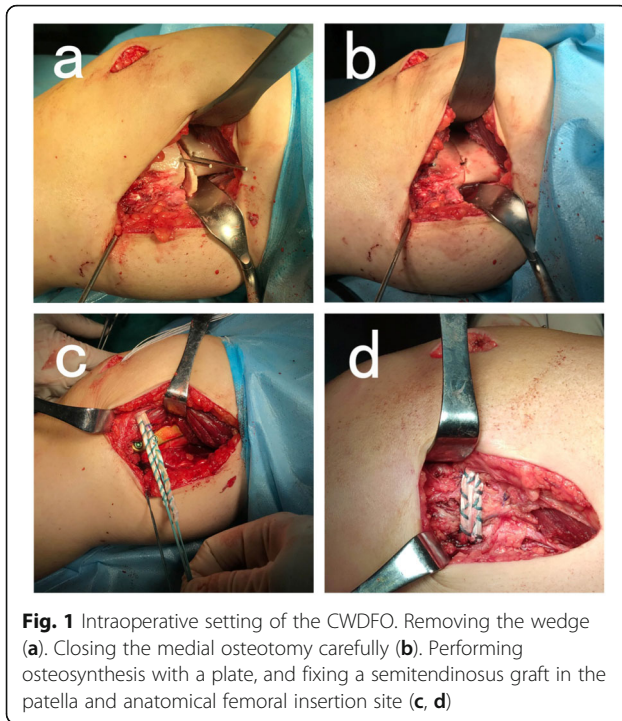 a
b
c
d
Fig. 1 Intraoperative setting of the CWDFO. Removing the wedge
(a). Closing the medial osteotomy carefully (b). Performing
osteosynthesis with a plate, and fixing a semitendinosus graft in the
patella and anatomical femoral insertion site (c, d)